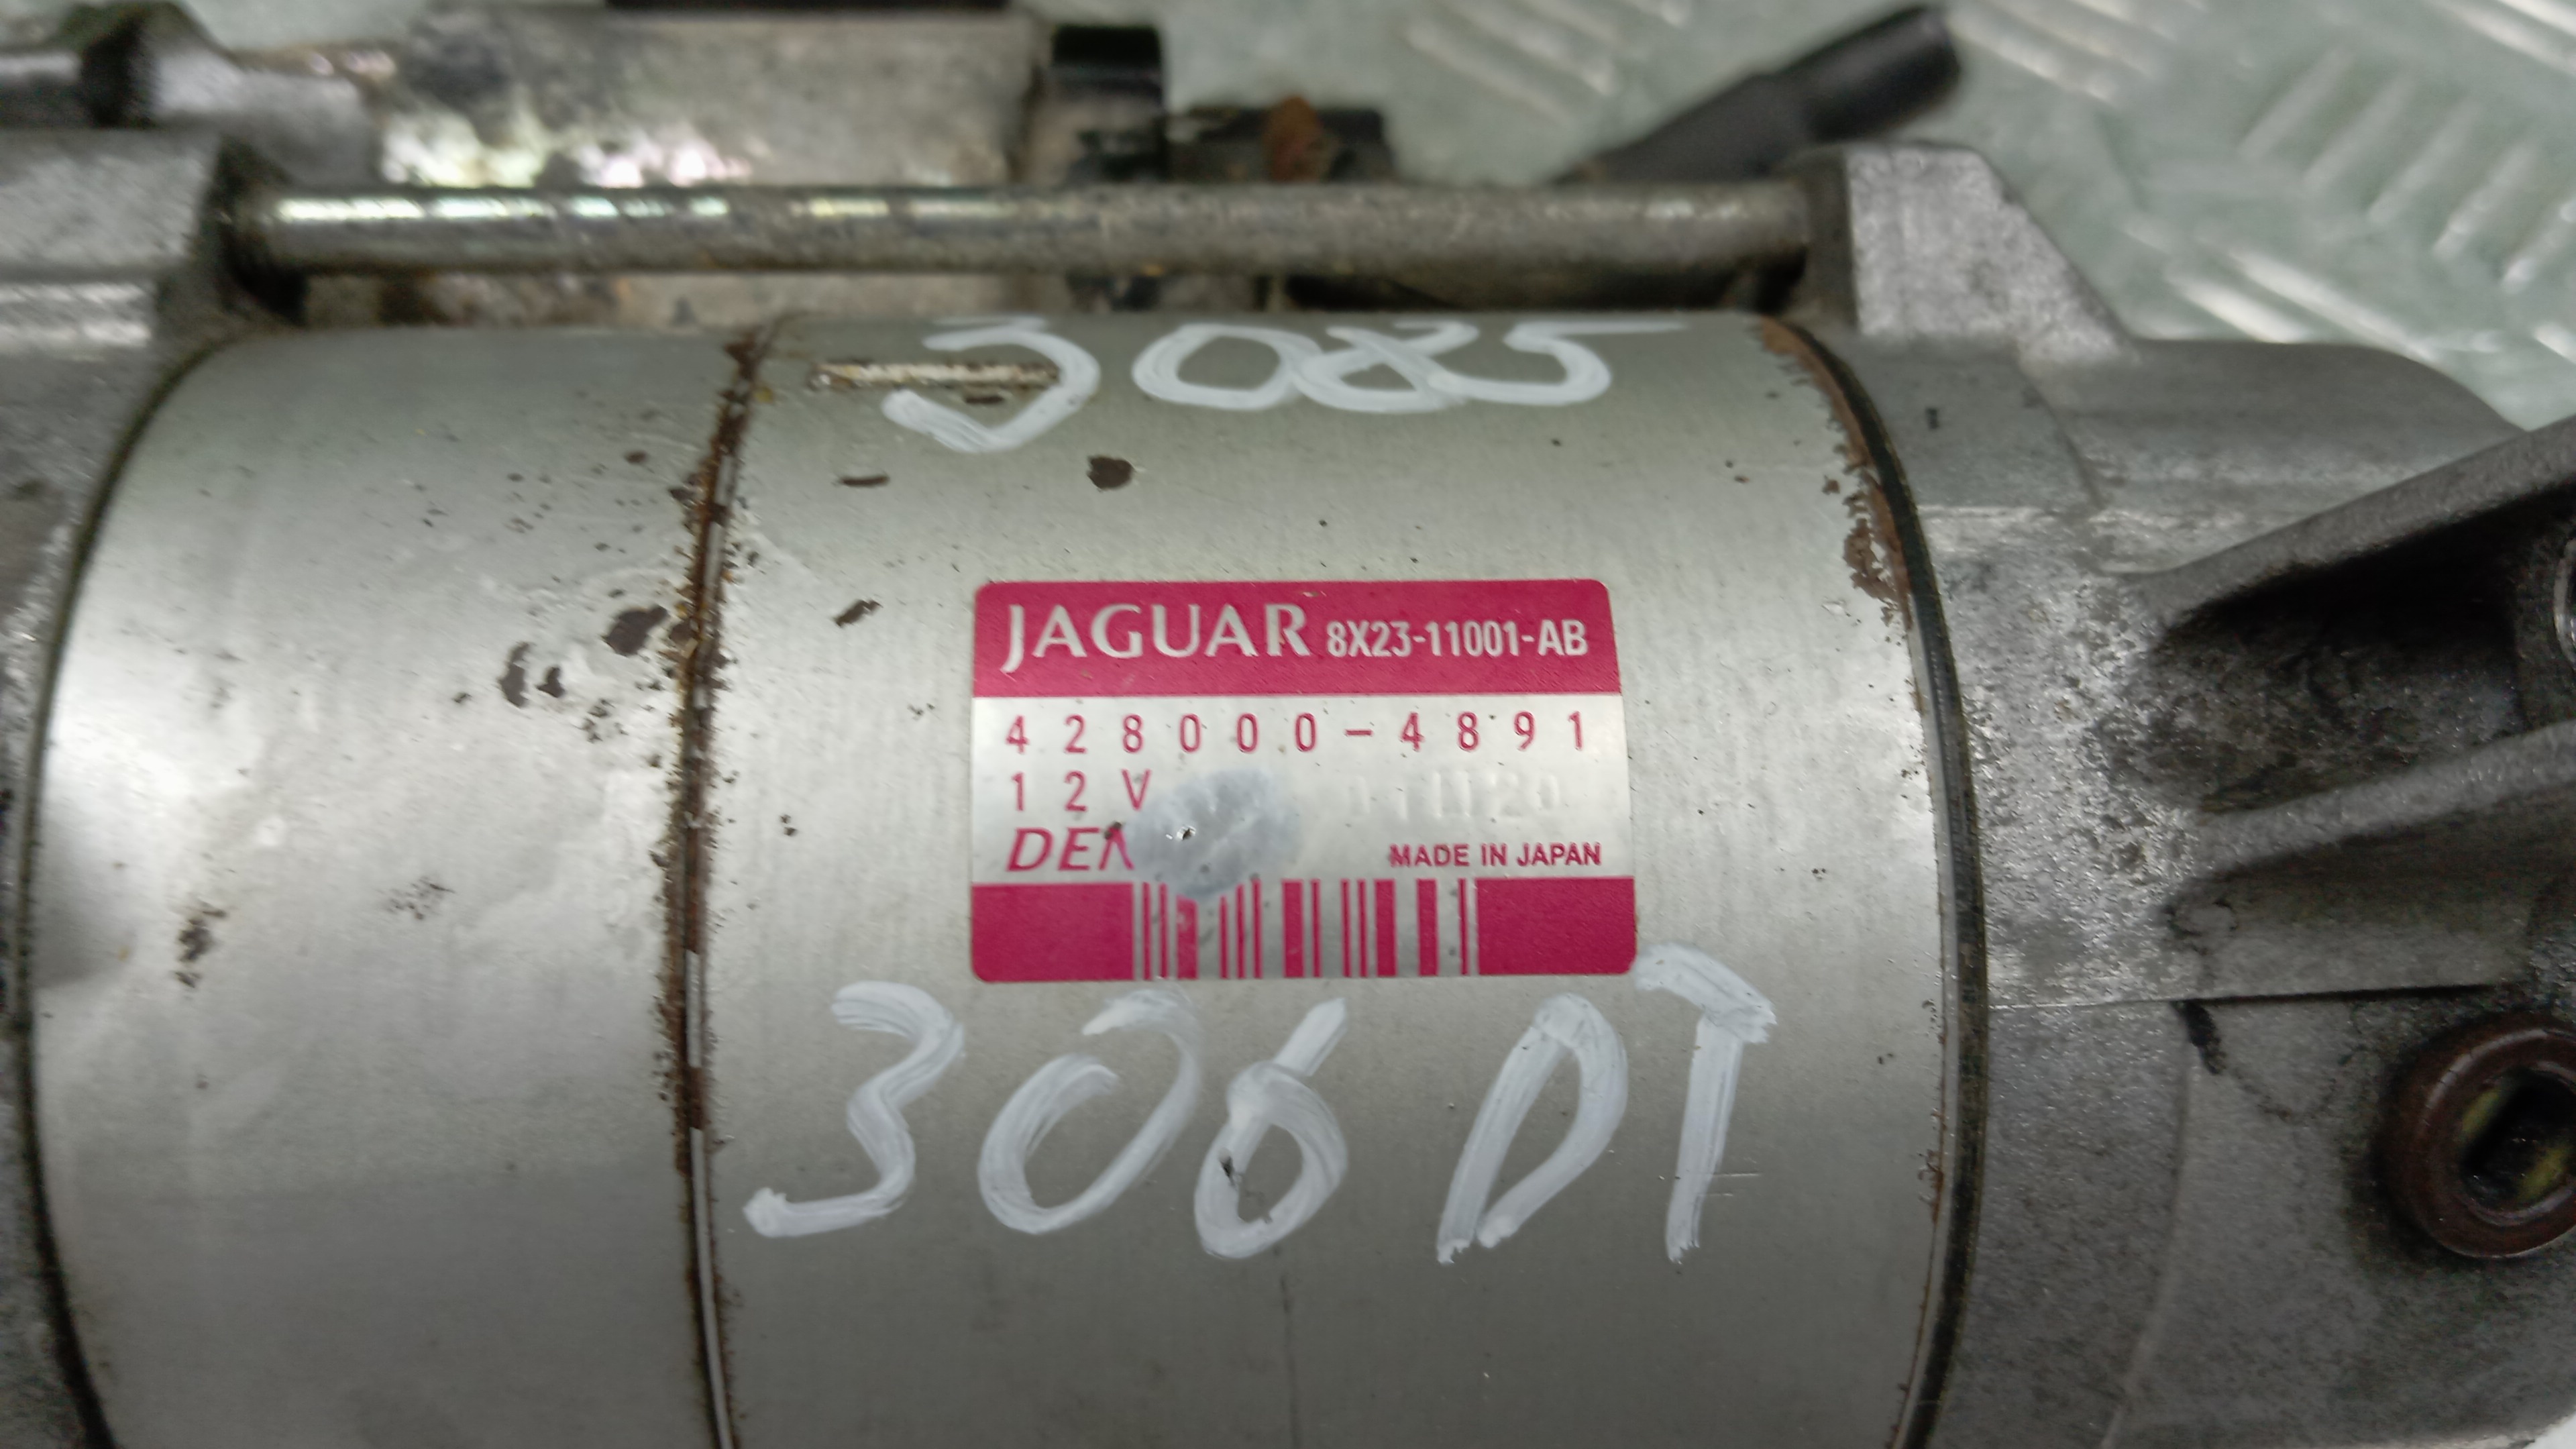 3085
JAGUAR 8X23-11001-AB
428000-4891
12V
MADE IN JAPAN
306DT